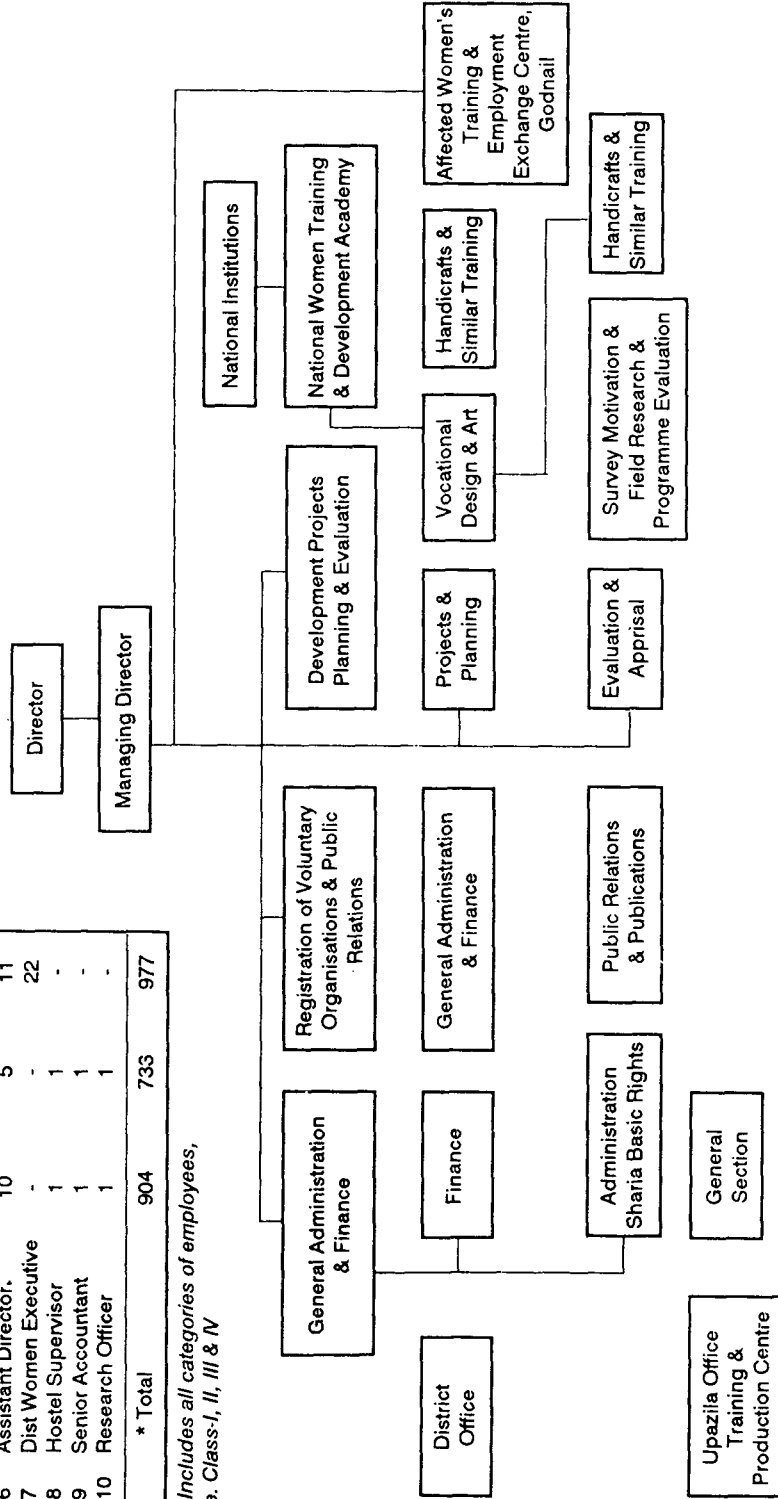 6 Assistant Director. 10 5 11
7 Dist Women Executive - - 22
8 Hostel Supervisor 1 1 -
9 Senior Accountant 1 1 -
10 Research Officer 1 1 -
* Total 904 733 977
Includes all categories of employees,
e. Class-I, II, III & IV
Director
Managing Director
National Institutions
General Administration
& Finance
Registration of Voluntary
Organisations & Public
Relations
Development Projects
Planning & Evaluation
National Women Training
& Development Academy
District
Office
Finance
General Administration
& Finance
Projects &
Planning
Vocational
Design & Art
Handicrafts &
Similar Training
Affected Women's
Training &
Employment
Exchange Centre,
Godnail
Administration
Sharia Basic Rights
Public Relations
& Publications
Evaluation &
Apprisal
Survey Motivation &
Field Research &
Programme Evaluation
Handicrafts &
Similar Training
Upazila Office
Training &
Production Centre
General
Section